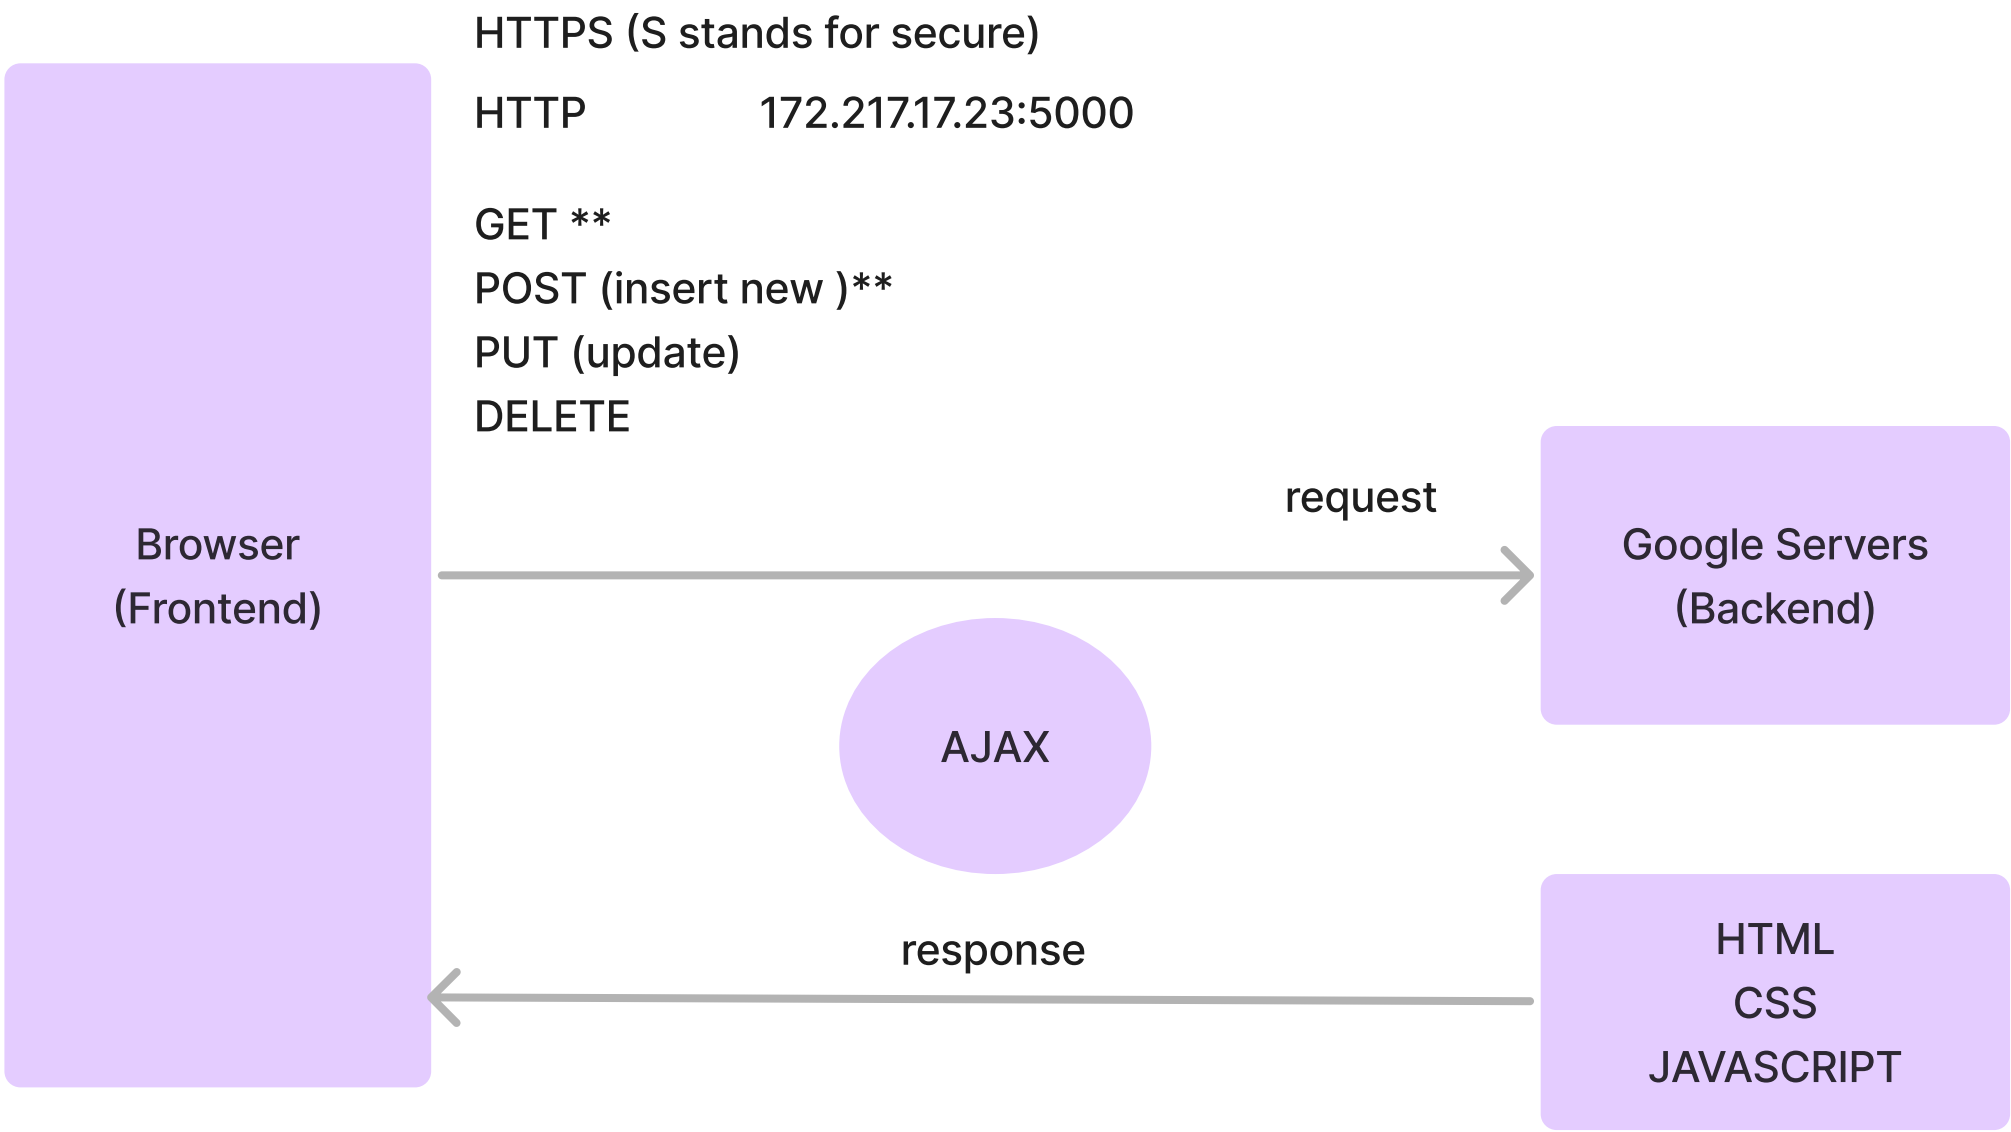 HTTPS (S stands for secure)
HTTP 172.217.17.23:5000
GET **
POST (insert new )**
PUT (update)
DELETE
request
Browser
(Frontend)
Google Servers
(Backend)
AJAX
response
HTML
CSS
JAVASCRIPT